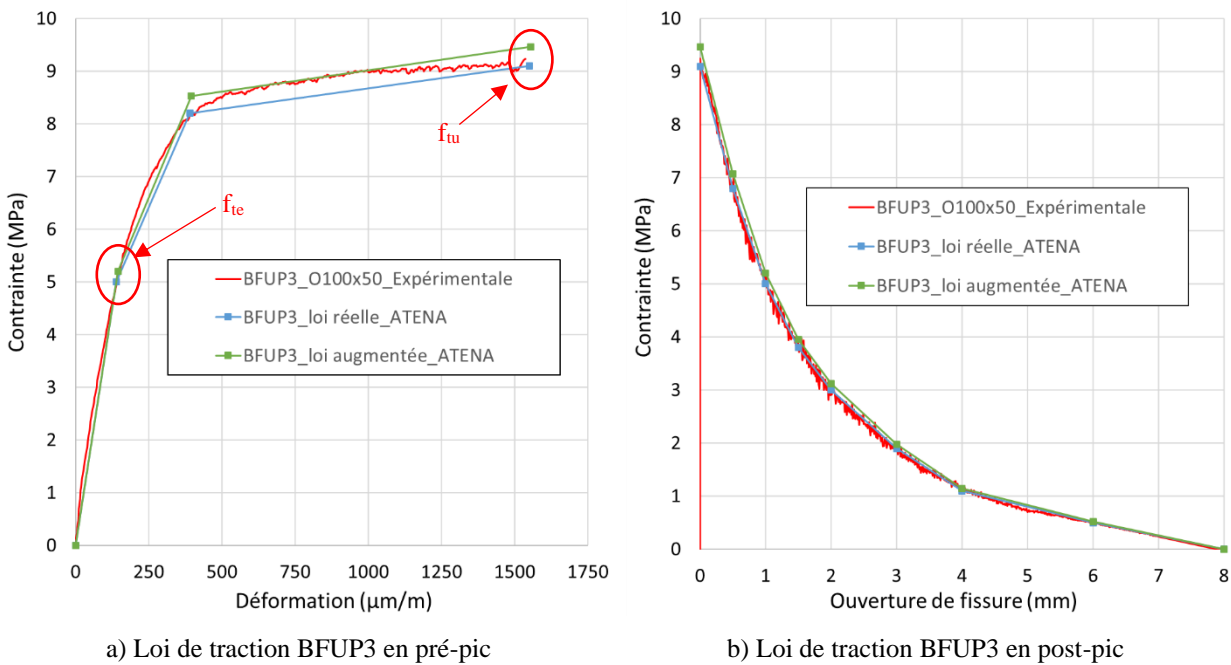 10
9
8
7
6
5
4
3
2
1
0
Contrainte (MPa)
f_tu
f_te
BFUP3_O100x50_Expérimentale
BFUP3_loi réelle_ATENA
BFUP3_loi augmentée_ATENA
0 250 500 750 1000 1250 1500 1750
Déformation (µm/m)
a) Loi de traction BFUP3 en pré-pic
10
9
8
7
6
5
4
3
2
1
0
Contrainte (MPa)
BFUP3_O100x50_Expérimentale
BFUP3_loi réelle_ATENA
BFUP3_loi augmentée_ATENA
0 1 2 3 4 5 6 7 8
Ouverture de fissure (mm)
b) Loi de traction BFUP3 en post-pic